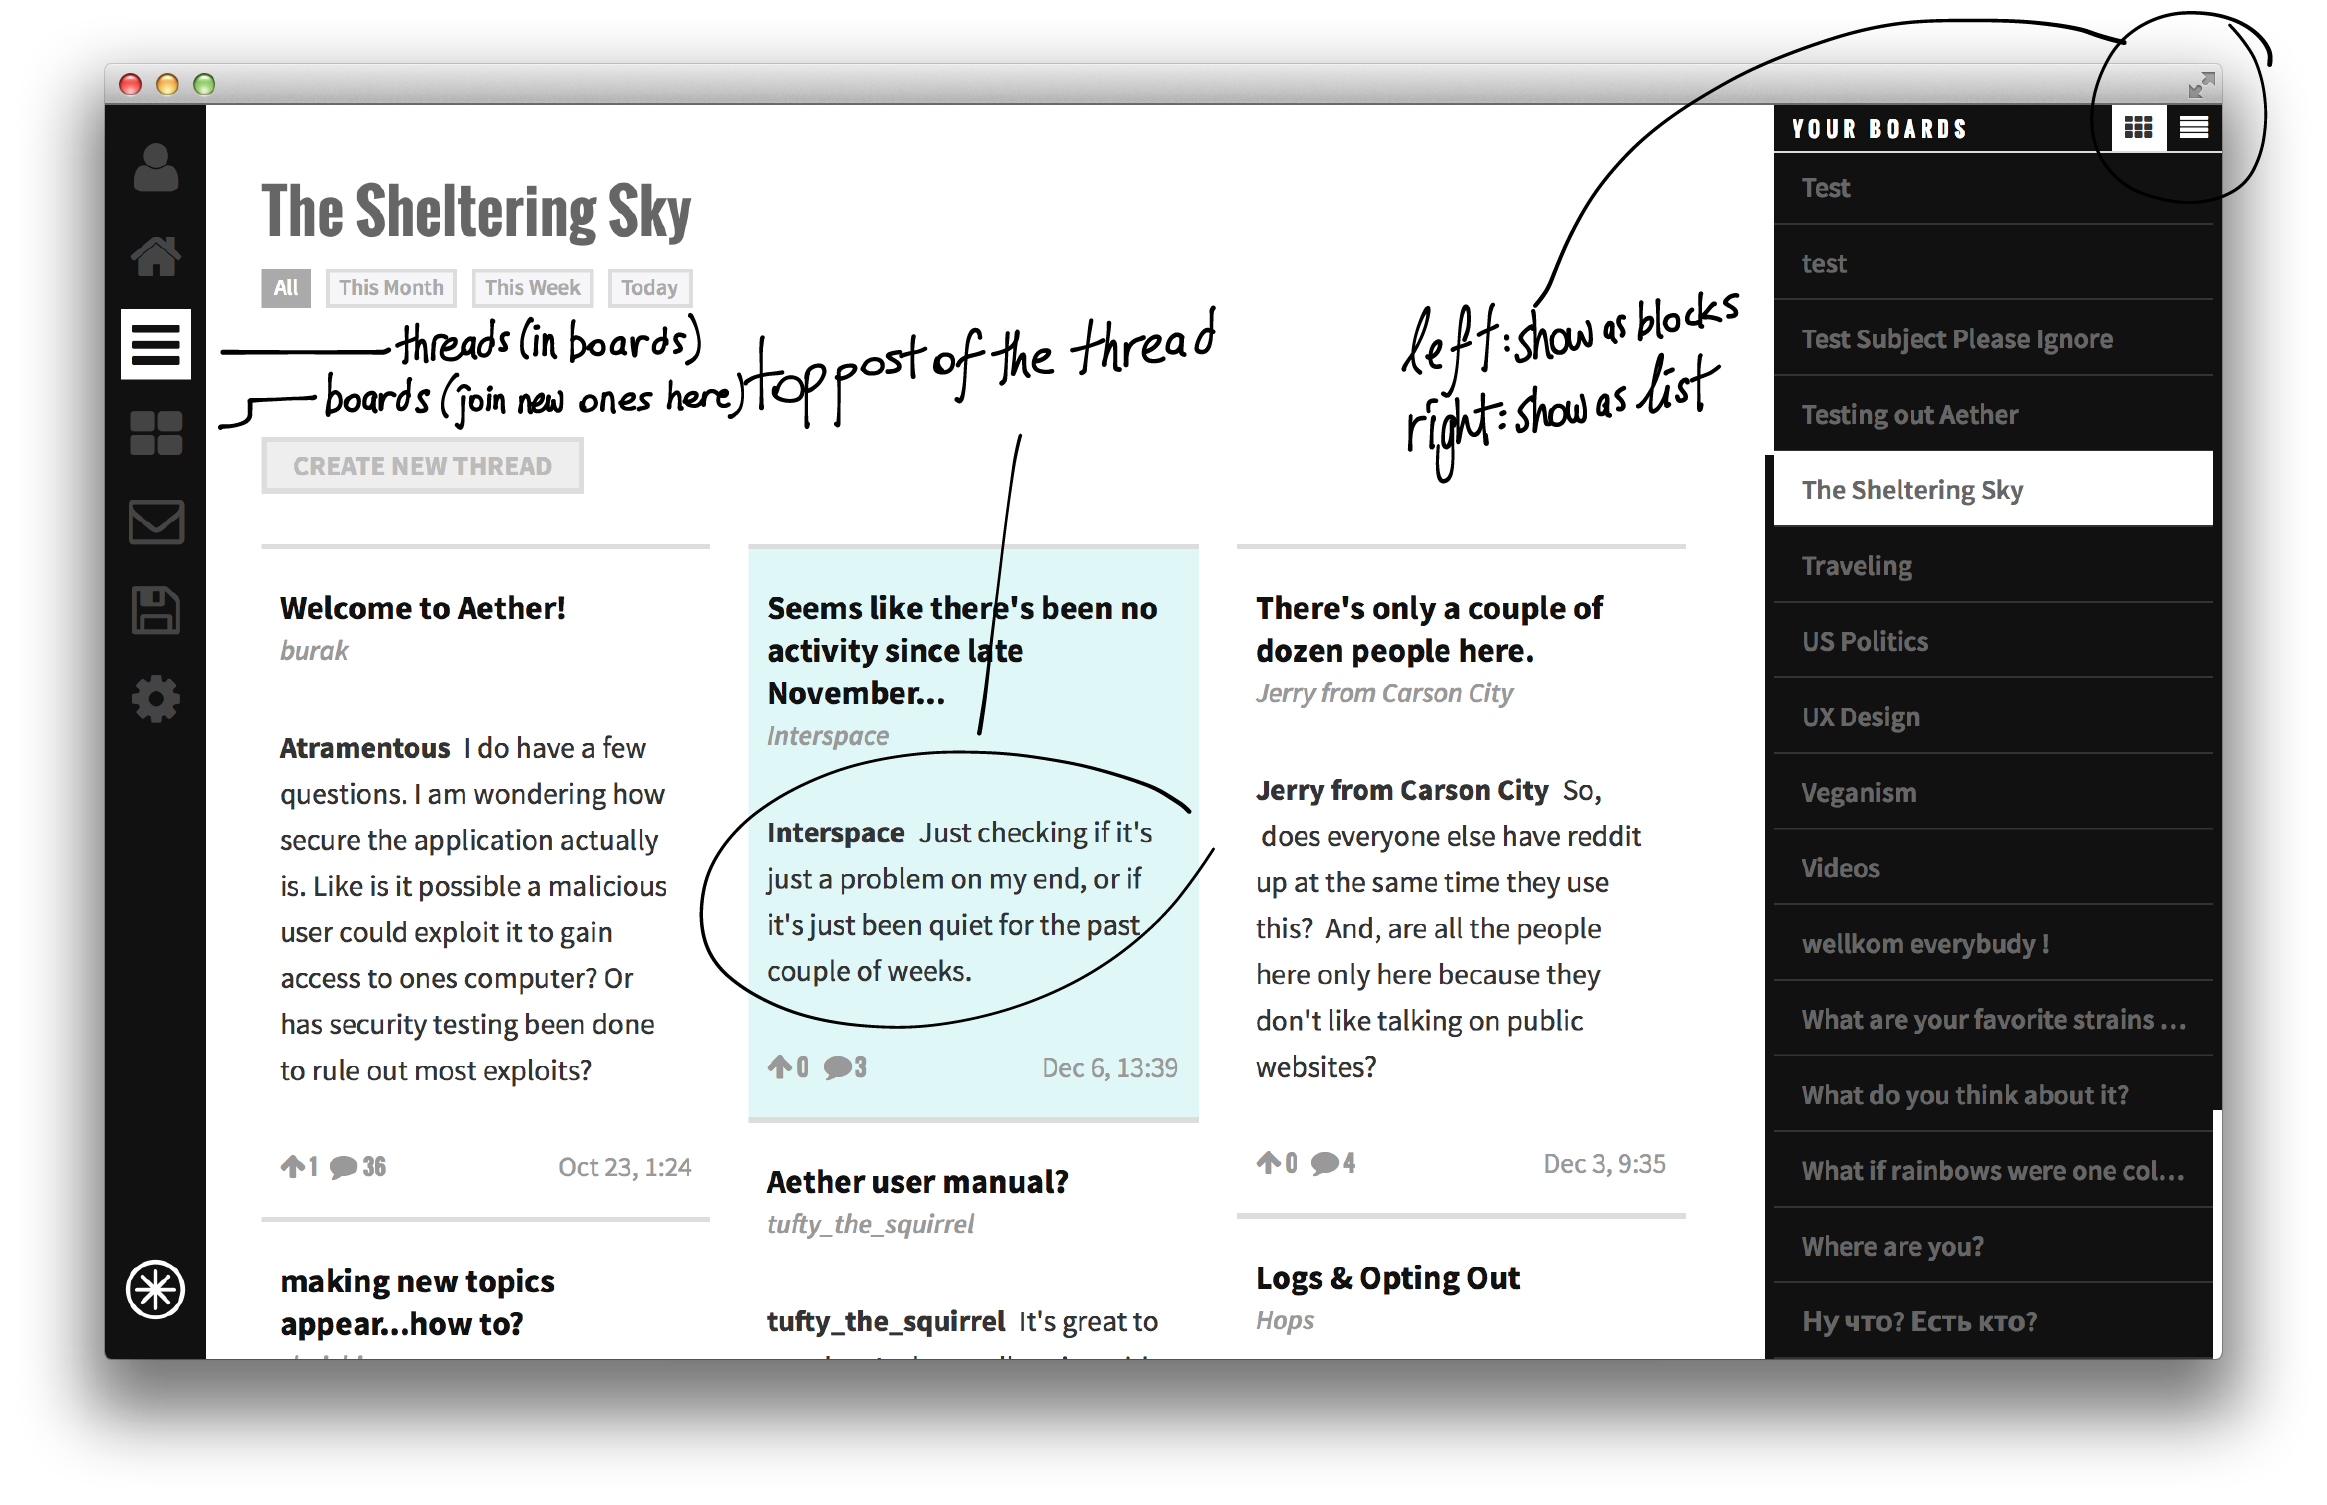 YOUR BOARDS
The Sheltering Sky
All This Month This Week Today
threads (in boards)
boards (join new ones here)
top post of the thread
left: show as blocks
right: show as list
CREATE NEW THREAD
Welcome to Aether!
burak
Atramentous I do have a few
questions. I am wondering how
secure the application actually
is. Like is it possible a malicious
user could exploit it to gain
access to ones computer? Or
has security testing been done
to rule out most exploits?
1 36 Oct 23, 1:24
making new topics
appear...how to?
Seems like there's been no
activity since late
November...
Interspace
Interspace Just checking if it's
just a problem on my end, or if
it's just been quiet for the past
couple of weeks.
0 3 Dec 6, 13:39
Aether user manual?
tufty_the_squirrel
tufty_the_squirrel It's great to
There's only a couple of
dozen people here.
Jerry from Carson City
Jerry from Carson City So,
does everyone else have reddit
up at the same time they use
this? And, are all the people
here only here because they
don't like talking on public
websites?
0 4 Dec 3, 9:35
Logs & Opting Out
Hops
Test
test
Test Subject Please Ignore
Testing out Aether
The Sheltering Sky
Traveling
US Politics
UX Design
Veganism
Videos
wellkom everybudy !
What are your favorite strains ...
What do you think about it?
What if rainbows were one col...
Where are you?
Ну что? Есть кто?